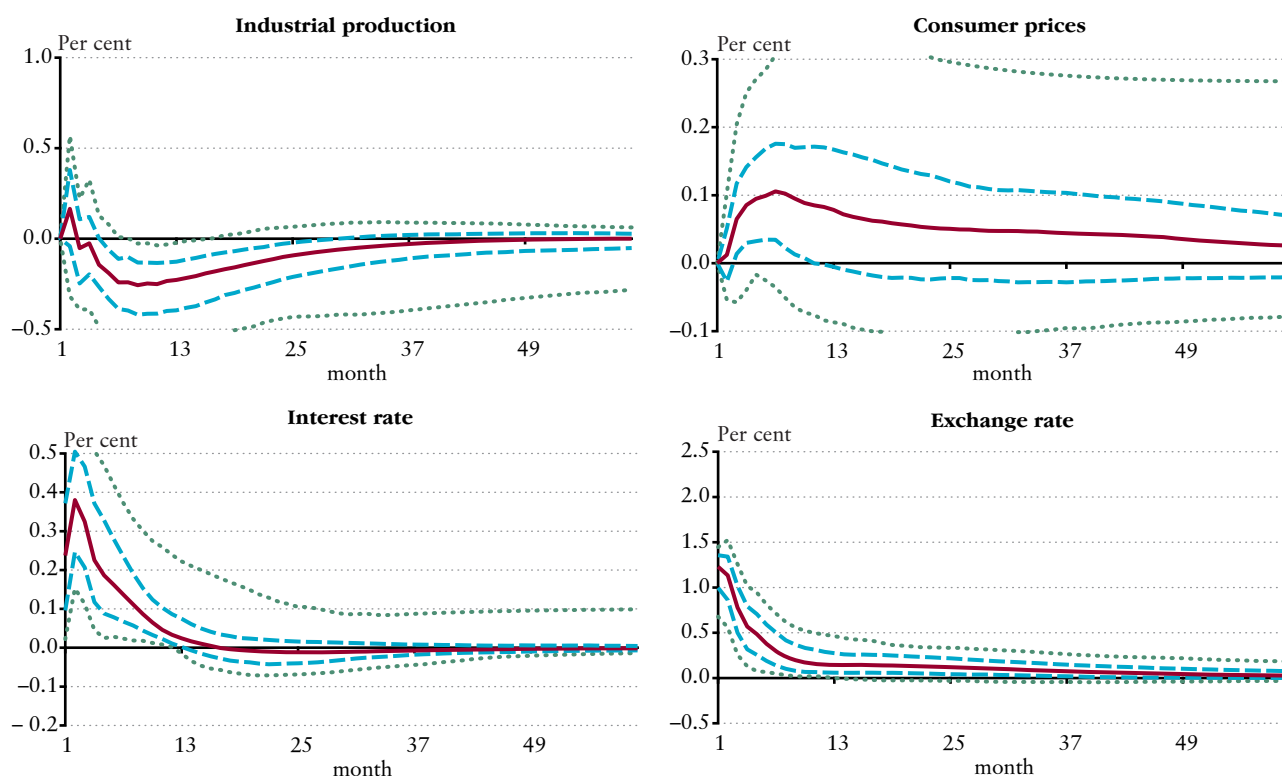 Industrial production
Per cent
1.0
0.5
0.0
–0.5
1 13 25 37 49
month
Consumer prices
Per cent
0.3
0.2
0.1
0.0
–0.1
1 13 25 37 49
month
Interest rate
Per cent
0.5
0.4
0.3
0.2
0.1
0.0
–0.1
– 0.2
1 13 25 37 49
month
Exchange rate
Per cent
2.5
2.0
1.5
1.0
0.5
0.0
–0.5
1 13 25 37 49
month